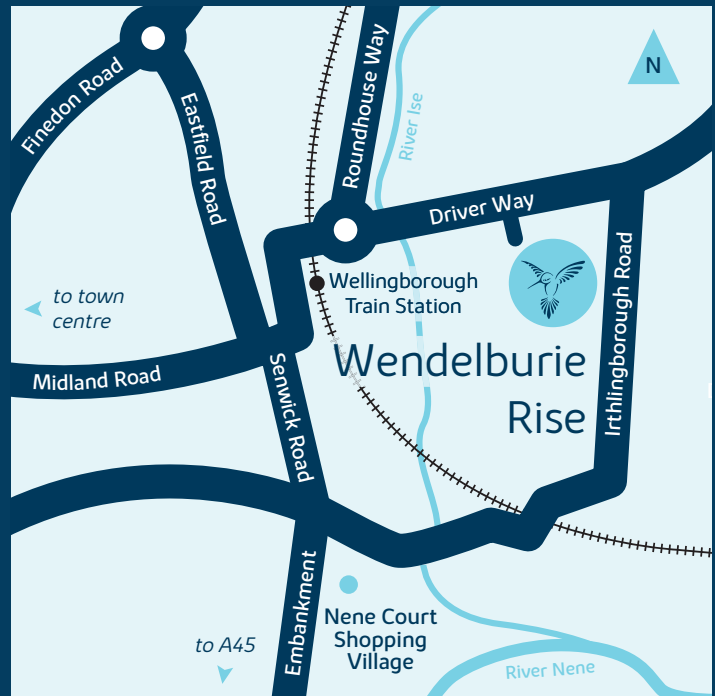 N
Finedon Road
Eastfield Road
Roundhouse Way
River Ise
Driver Way
Wellingborough
Train Station
to town
centre
Wendelburie
Rise
Irthlingborough Road
Midland Road
Senwick Road
Embankment
Nene Court
Shopping
Village
to A45
River Nene